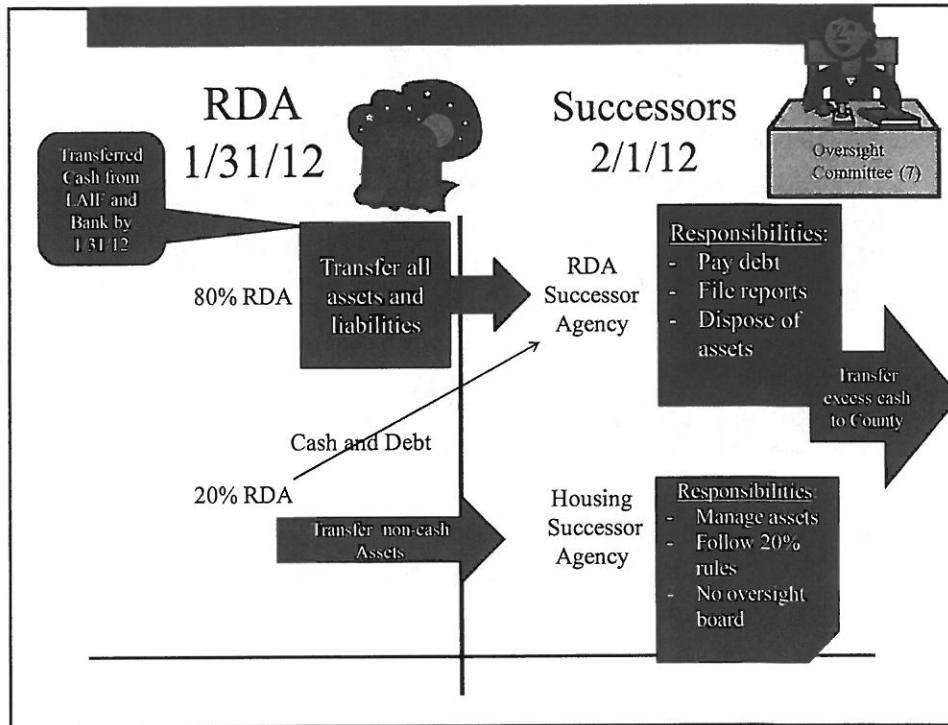 RDA
1/31/12
Successors
2/1/12
Oversight
Committee (7)
Transferred
Cash from
LAIF and
Bank by
1/31/12
80% RDA
Transfer all
assets and
liabilities
RDA
Successor
Agency
Responsibilities:
- Pay debt
- File reports
- Dispose of
assets
Transfer
excess cash
to County
Cash and Debt
20% RDA
Transfer non-cash
Assets
Housing
Successor
Agency
Responsibilities:
- Manage assets
- Follow 20%
rules
- No oversight
board